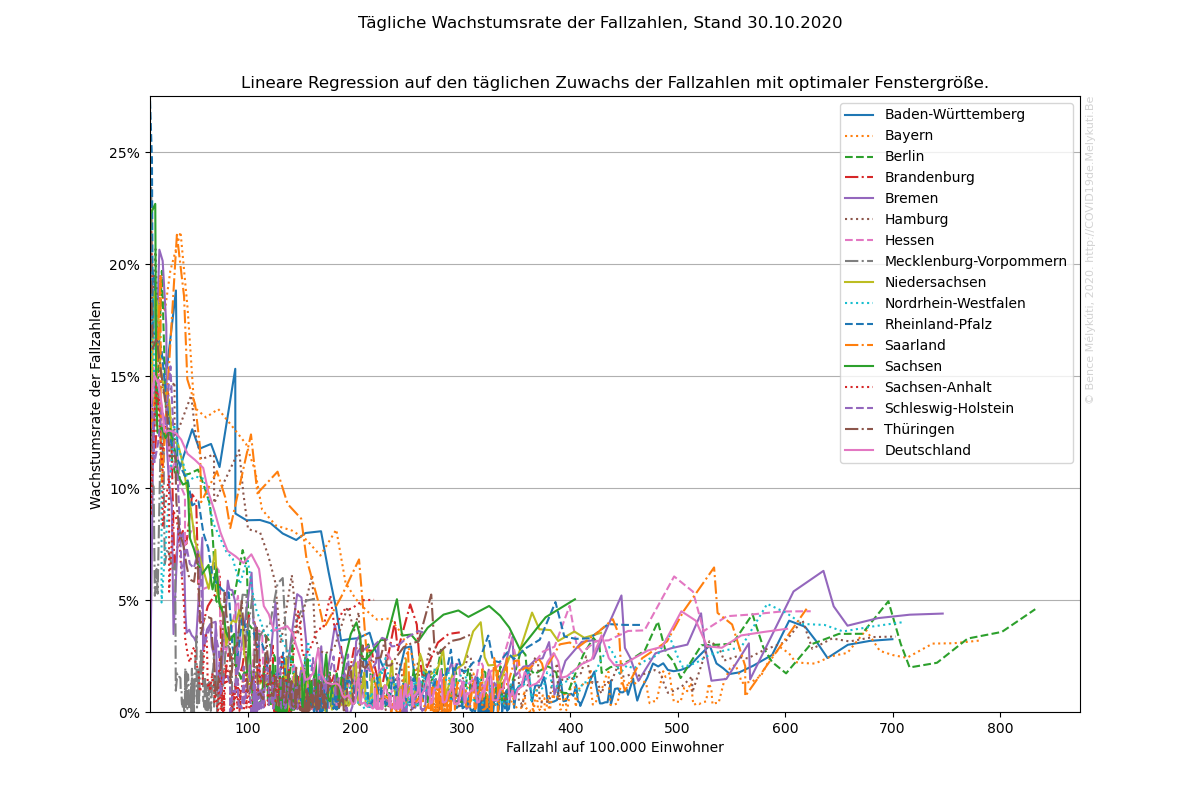 Tägliche Wachstumsrate der Fallzahlen, Stand 30.10.2020
Lineare Regression auf den täglichen Zuwachs der Fallzahlen mit optimaler Fenstergröße.
Wachstumsrate der Fallzahlen
25%
20%
15%
10%
5%
0%
100
200
300
400
500
600
700
800
Fallzahl auf 100.000 Einwohner
Baden-Württemberg
Bayern
Berlin
Brandenburg
Bremen
Hamburg
Hessen
Mecklenburg-Vorpommern
Niedersachsen
Nordrhein-Westfalen
Rheinland-Pfalz
Saarland
Sachsen
Sachsen-Anhalt
Schleswig-Holstein
Thüringen
Deutschland
© Bence Mélykúti, 2020. http://COVID19de.Melykuti.Be